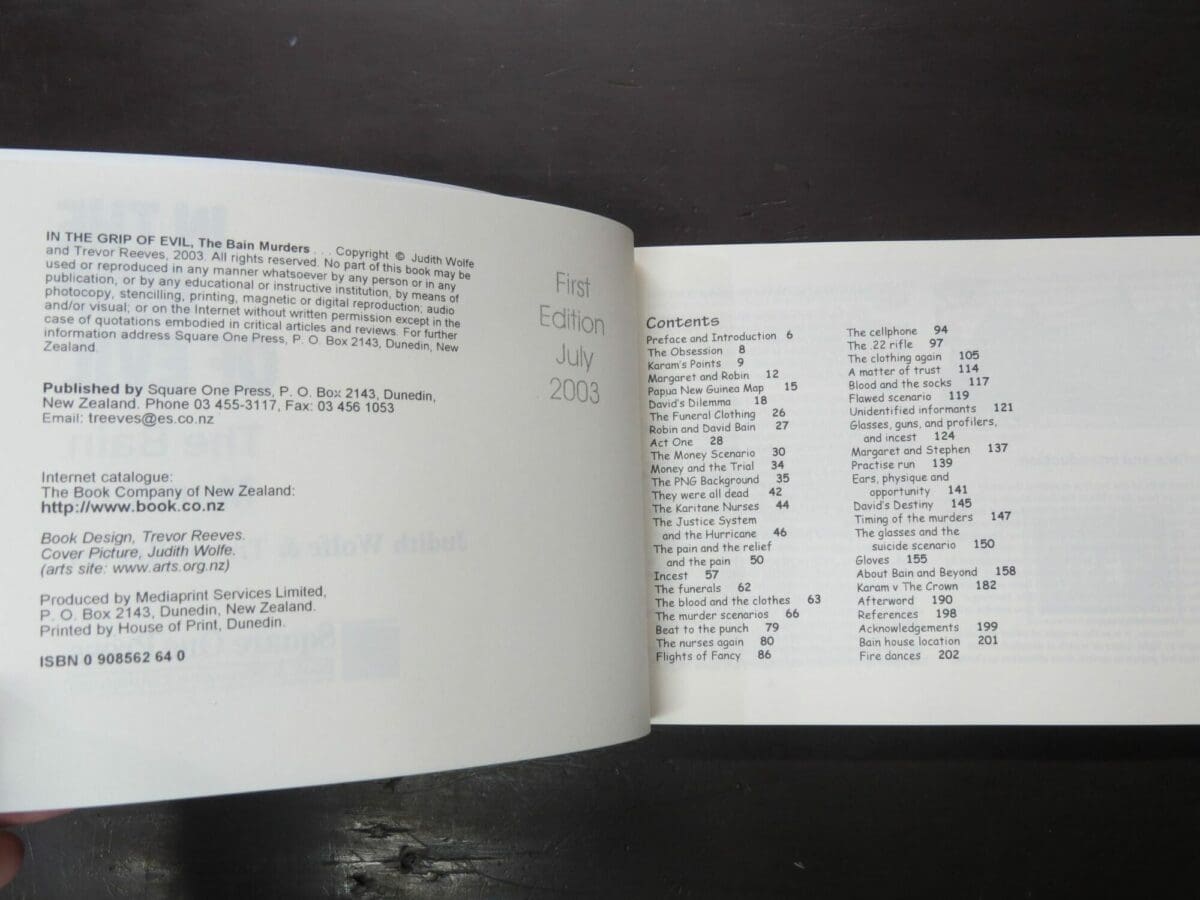 IN THE GRIP OF EVIL, The Bain Murders . . . Copyright © Judith Wolfe
and Trevor Reeves, 2003. All rights reserved. No part of this book may be
used or reproduced in any manner whatsoever by any person or in any
publication, or by any educational or instructive institution, by means of
photocopy, stencilling, printing, magnetic or digital reproduction; audio
and/or visual; or on the Internet without written permission except in the
case of quotations embodied in critical articles and reviews. For further
information address Square One Press, P. O. Box 2143, Dunedin, New
Zealand.
Published by Square One Press, P. O. Box 2143, Dunedin,
New Zealand. Phone 03 455-3117, Fax: 03 456 1053
Email: treeves@es.co.nz
Internet catalogue:
The Book Company of New Zealand:
http://www.book.co.nz
Book Design, Trevor Reeves.
Cover Picture, Judith Wolfe.
(arts site: www.arts.org.nz)
Produced by Mediaprint Services Limited,
P. O. Box 2143, Dunedin, New Zealand.
Printed by House of Print, Dunedin.
ISBN 0 908562 64 0
First
Edition
July
2003
Contents
Preface and Introduction 6
The Obsession 8
Karam's Points 9
Margaret and Robin 12
Papua New Guinea Map 15
David's Dilemma 18
The Funeral Clothing 26
Robin and David Bain 27
Act One 28
The Money Scenario 30
Money and the Trial 34
The PNG Background 35
They were all dead 42
The Karitane Nurses 44
The Justice System
and the Hurricane 46
The pain and the relief
and the pain 50
Incest 57
The funerals 62
The blood and the clothes 63
The murder scenarios 66
Beat to the punch 79
The nurses again 80
Flights of Fancy 86
The cellphone 94
The .22 rifle 97
The clothing again 105
A matter of trust 114
Blood and the socks 117
Flawed scenario 119
Unidentified informants 121
Glasses, guns, and profilers,
and incest 124
Margaret and Stephen 137
Practise run 139
Ears, physique and
opportunity 141
David's Destiny 145
Timing of the murders 147
The glasses and the
suicide scenario 150
Gloves 155
About Bain and Beyond 158
Karam v The Crown 182
Afterword 190
References 198
Acknowledgements 199
Bain house location 201
Fire dances 202